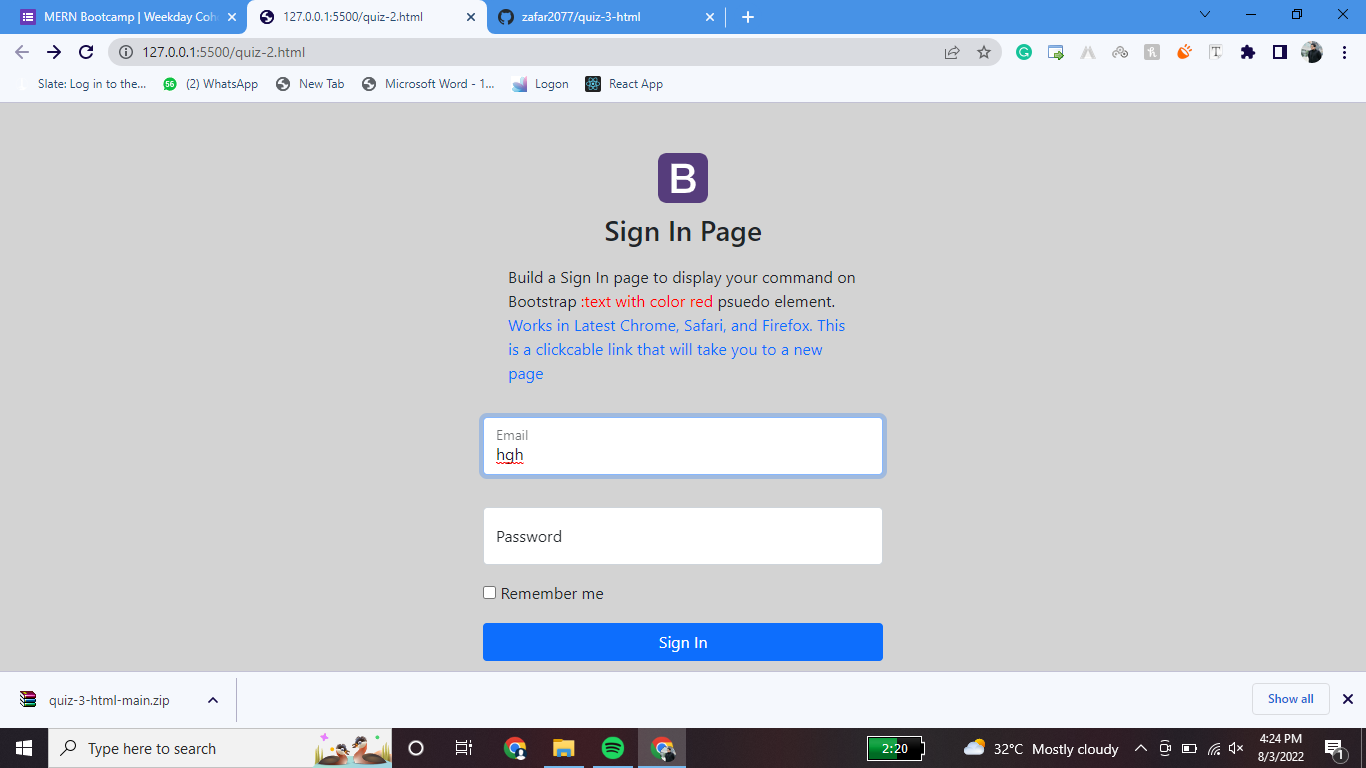 MERN Bootcamp | Weekday Coh
127.0.0.1:5500/quiz-2.html
zafar2077/quiz-3-html
127.0.0.1:5500/quiz-2.html
Slate: Log in to the...
56
(2) WhatsApp
New Tab
Microsoft Word - 1...
Logon
React App
B
Sign In Page
Build a Sign In page to display your command on
Bootstrap :text with color red psuedo element.
Works in Latest Chrome, Safari, and Firefox. This
is a clickcable link that will take you to a new
page
Email
hgh
Password
Remember me
Sign In
quiz-3-html-main.zip
Show all
Type here to search
2:20
32°C Mostly cloudy
4:24 PM
8/3/2022
1